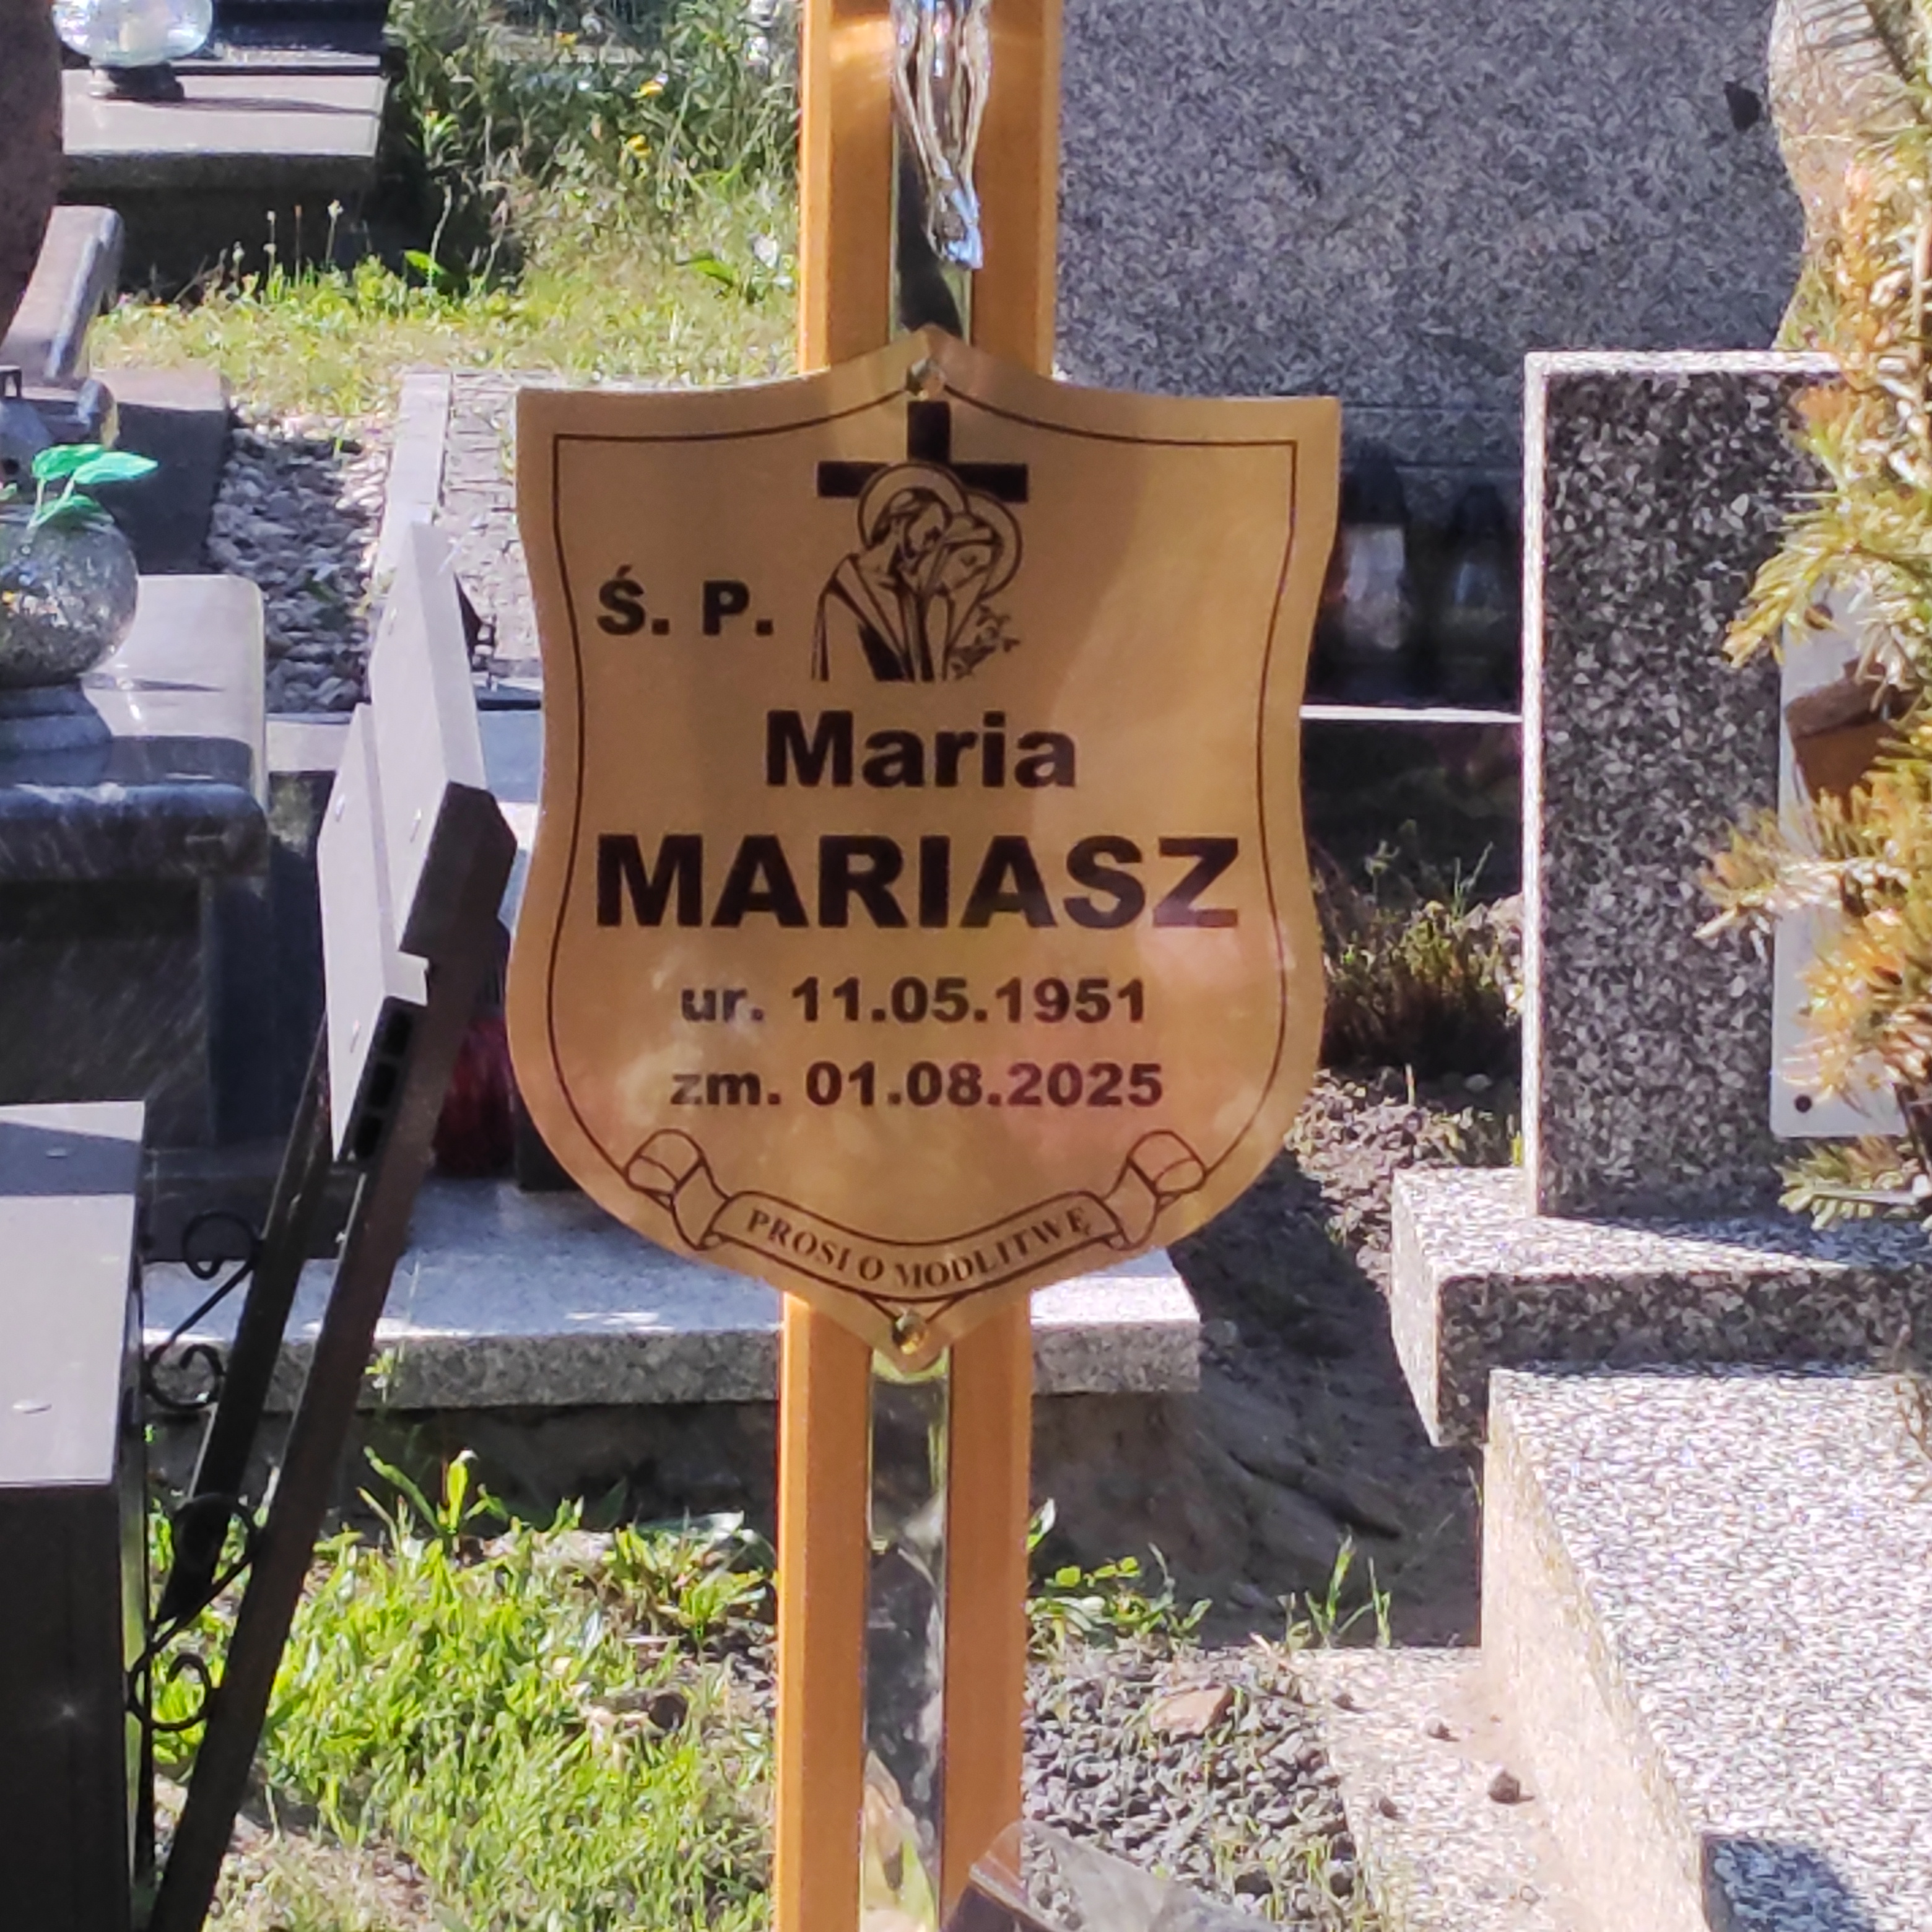 Ś. P.
Maria
MARIASZ
ur. 11.05.1951
zm. 01.08.2025
PROSI O MODLITWĘ